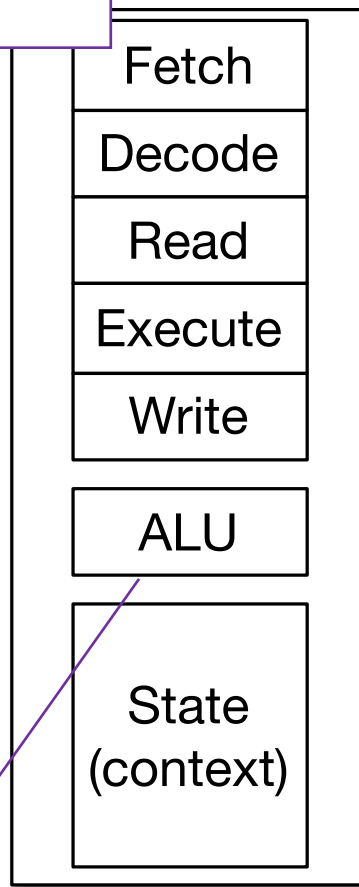 Fetch
Decode
Read
Execute
Write
ALU
State
(context)